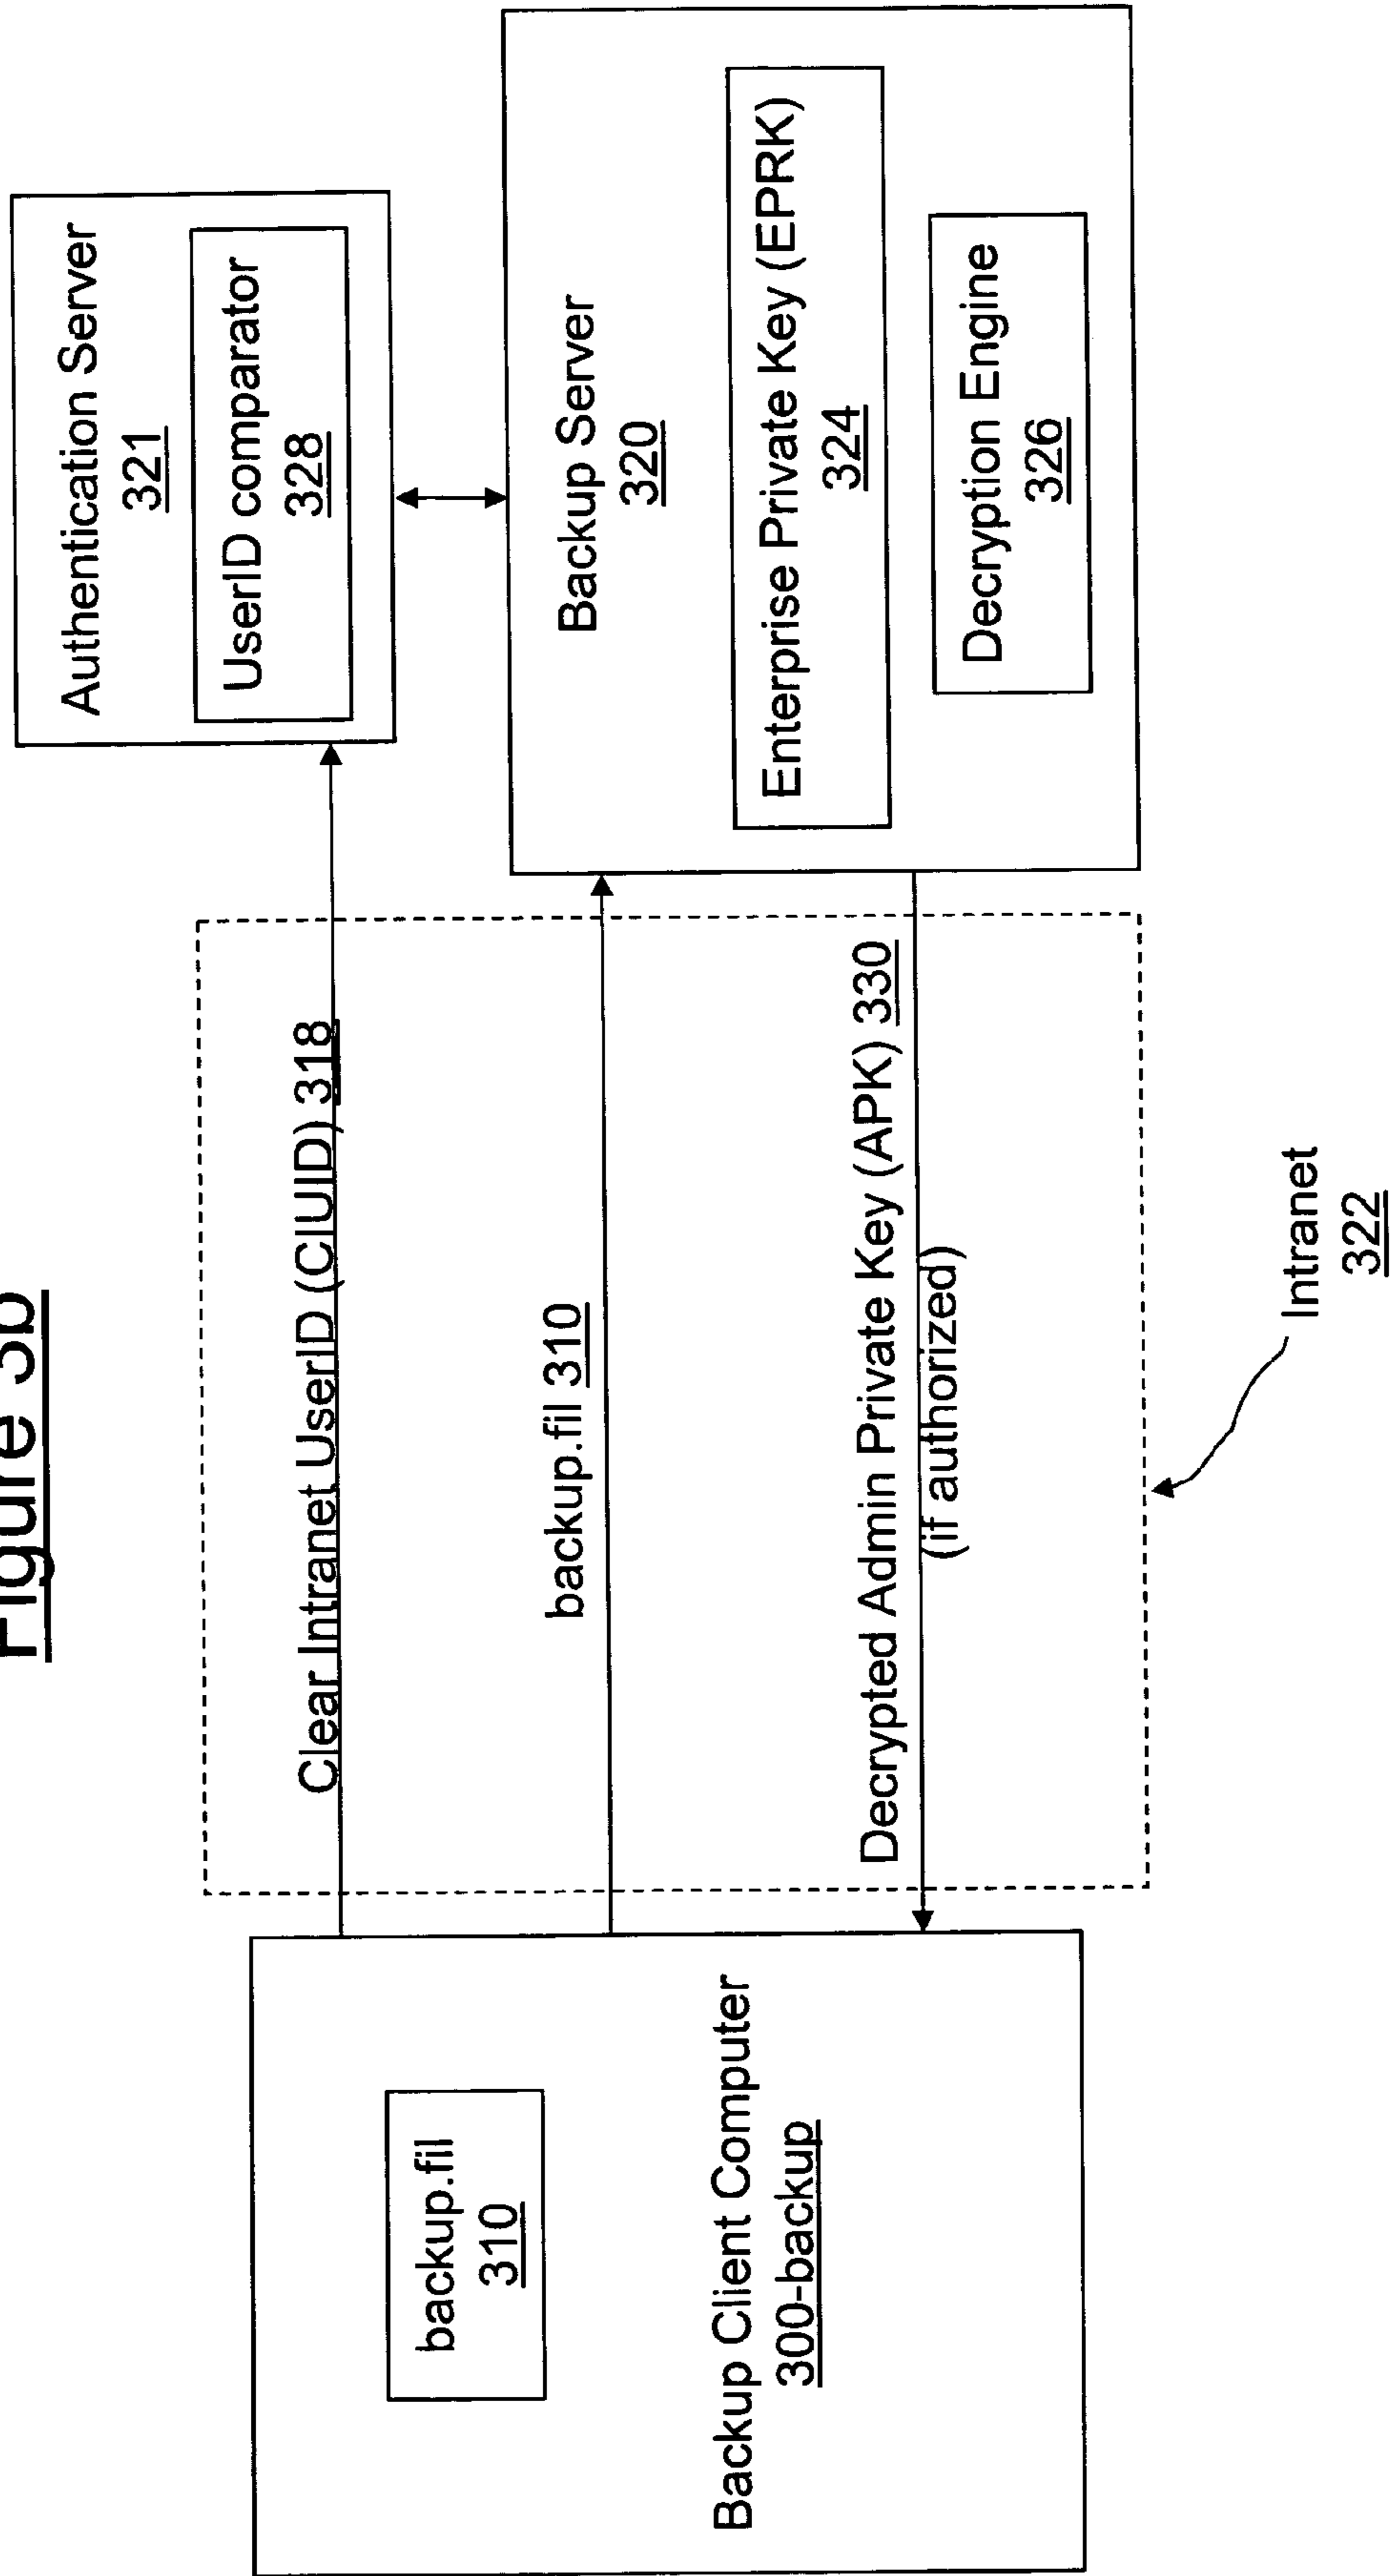 Figure 3b
Authentication Server
321
UserID comparator
328
Clear Intranet UserID (CIUID) 318
backup.fil
310
backup.fil 310
Backup Server
320
Enterprise Private Key (EPRK)
324
Decryption Engine
326
Backup Client Computer
300-backup
Decrypted Admin Private Key (APK) 330
(if authorized)
Intranet
322